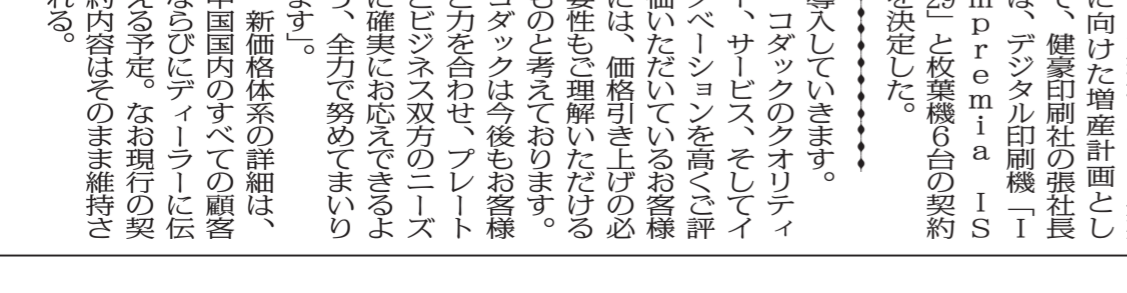 に向けた増産計画とし
て、健豪印刷社の張社長
は、デジタル印刷機「I
mpremia IS
29」と枚葉機6台の契約
を決定した。
導入していきます。
コダックのクオリティ
ー、サービス、そしてイ
ノベーションを高くご評
価いただいているお客様
には、価格引き上げの必
要性もご理解いただける
ものと考えております。
コダックは今後もお客様
と力を合わせ、プレート
とビジネス双方のニーズ
に確実にお応えできるよ
う、全力で努めてまいり
ます」。
新価格体系の詳細は、
中国国内のすべての顧客
ならびにディーラーに伝
える予定。なお現行の契
約内容はそのまま維持さ
れる。